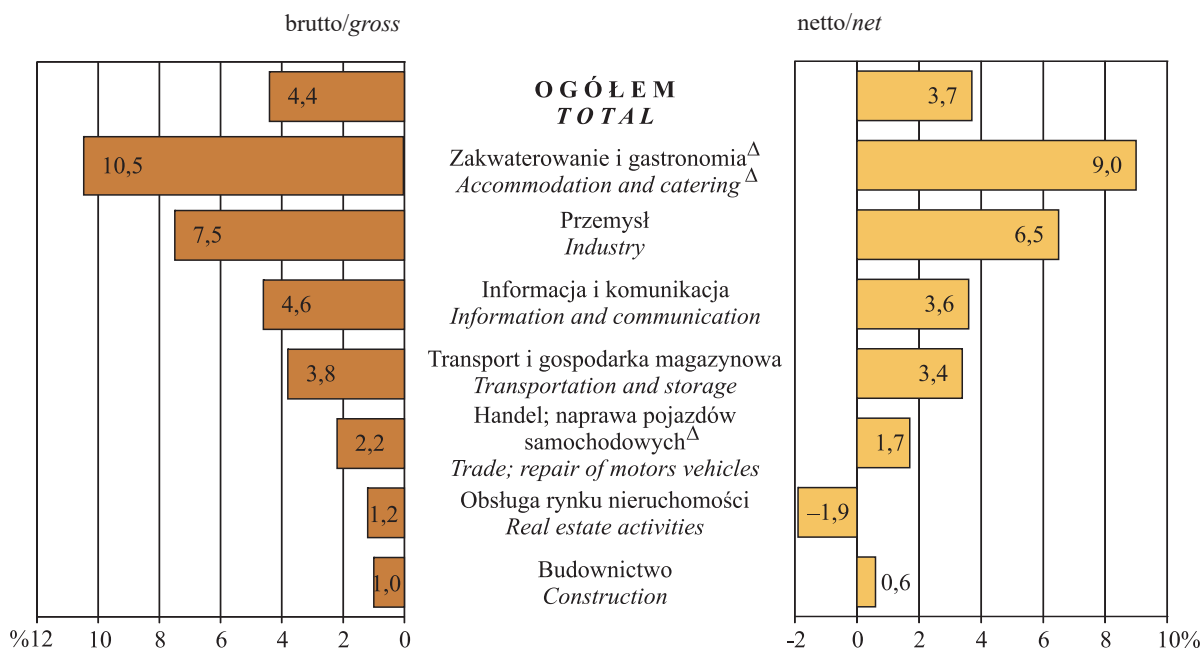 brutto/gross
netto/net
4,4
OGÓŁEM
TOTAL
3,7
10,5
Zakwaterowanie i gastronomiaΔ
Accommodation and catering Δ
9,0
7,5
Przemysł
Industry
6,5
4,6
Informacja i komunikacja
Information and communication
3,6
3,8
Transport i gospodarka magazynowa
Transportation and storage
3,4
2,2
Handel; naprawa pojazdów
samochodowychΔ
Trade; repair of motors vehicles
1,7
1,2
Obsługa rynku nieruchomości
Real estate activities
–1,9
1,0
Budownictwo
Construction
0,6
%12 10 8 6 4 2 0
-2 0 2 4 6 8 10%